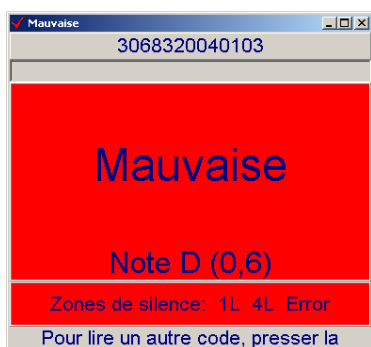 Mauvaise
3068320040103
Mauvaise
Note D (0,6)
Zones de silence: 1L 4L Error
Pour lire un autre code, presser la